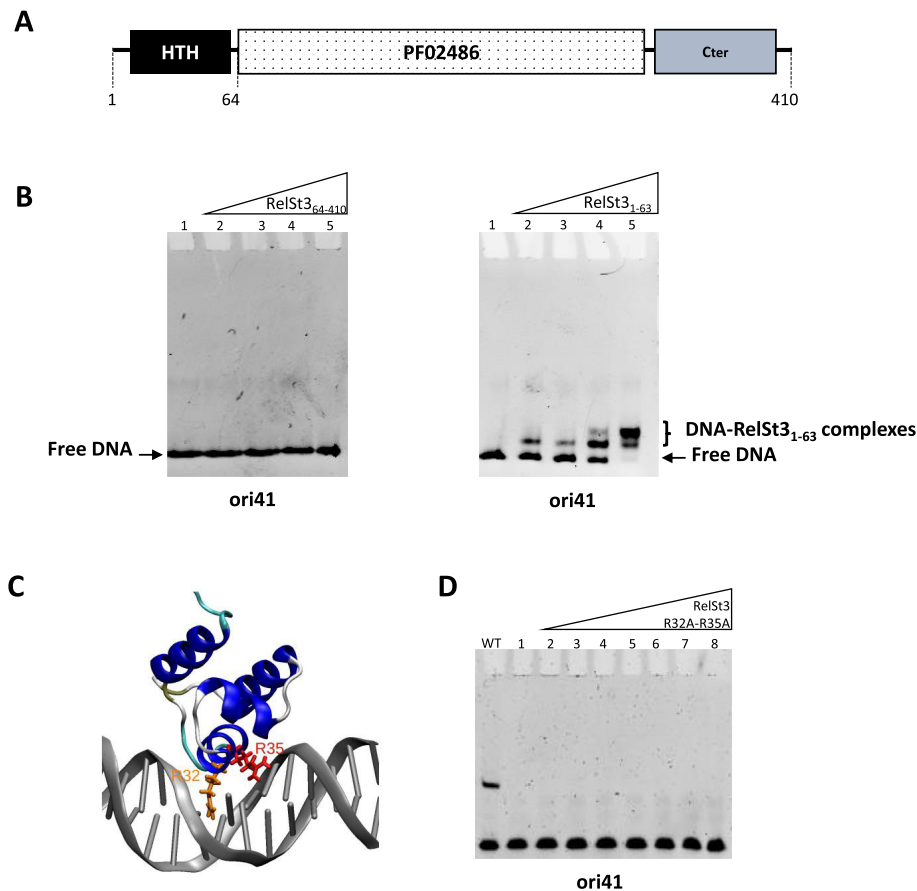 A
HTH
PF02486
Cter
1
64
410
B
RelSt3 64-410
1 2 3 4 5
Free DNA
ori41
RelSt3 1-63
1 2 3 4 5
DNA-RelSt3 1-63 complexes
Free DNA
ori41
C
R35
R32
D
RelSt3
R32A-R35A
WT 1 2 3 4 5 6 7 8
ori41